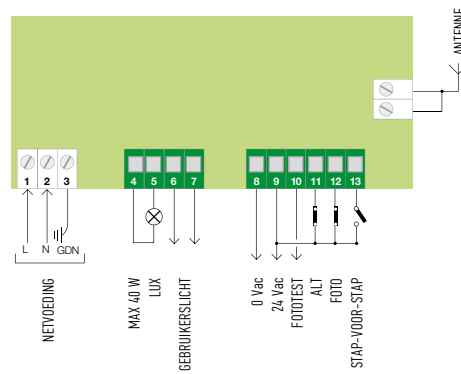 ANTENNE
1 2 3
4 5 6 7
8 9 10 11 12 13
L N GDN
NETVOEDING
MAX 40 W
LUX
GEBRUIKERSLICHT
0 Vac
24 Vac
FOTOTEST
ALT
FOTO
STAP-VOOR-STAP